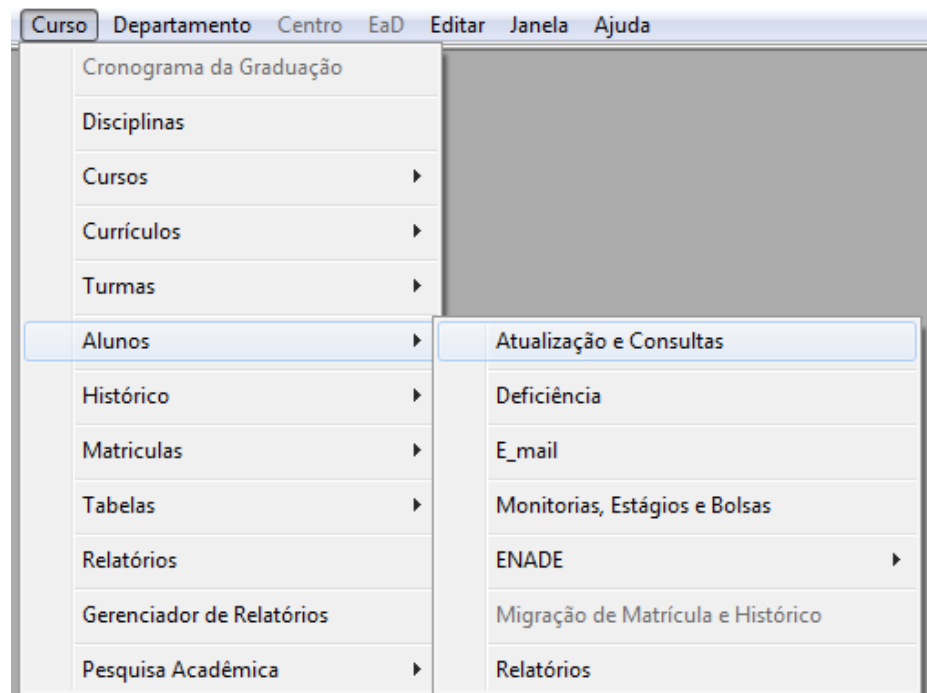 Curso Departamento Centro EaD Editar Janela Ajuda
Cronograma da Graduação
Disciplinas
Cursos
Currículos
Turmas
Alunos
Histórico
Matriculas
Tabelas
Relatórios
Gerenciador de Relatórios
Pesquisa Acadêmica
Atualização e Consultas
Deficiência
E_mail
Monitorias, Estágios e Bolsas
ENADE
Migração de Matrícula e Histórico
Relatórios